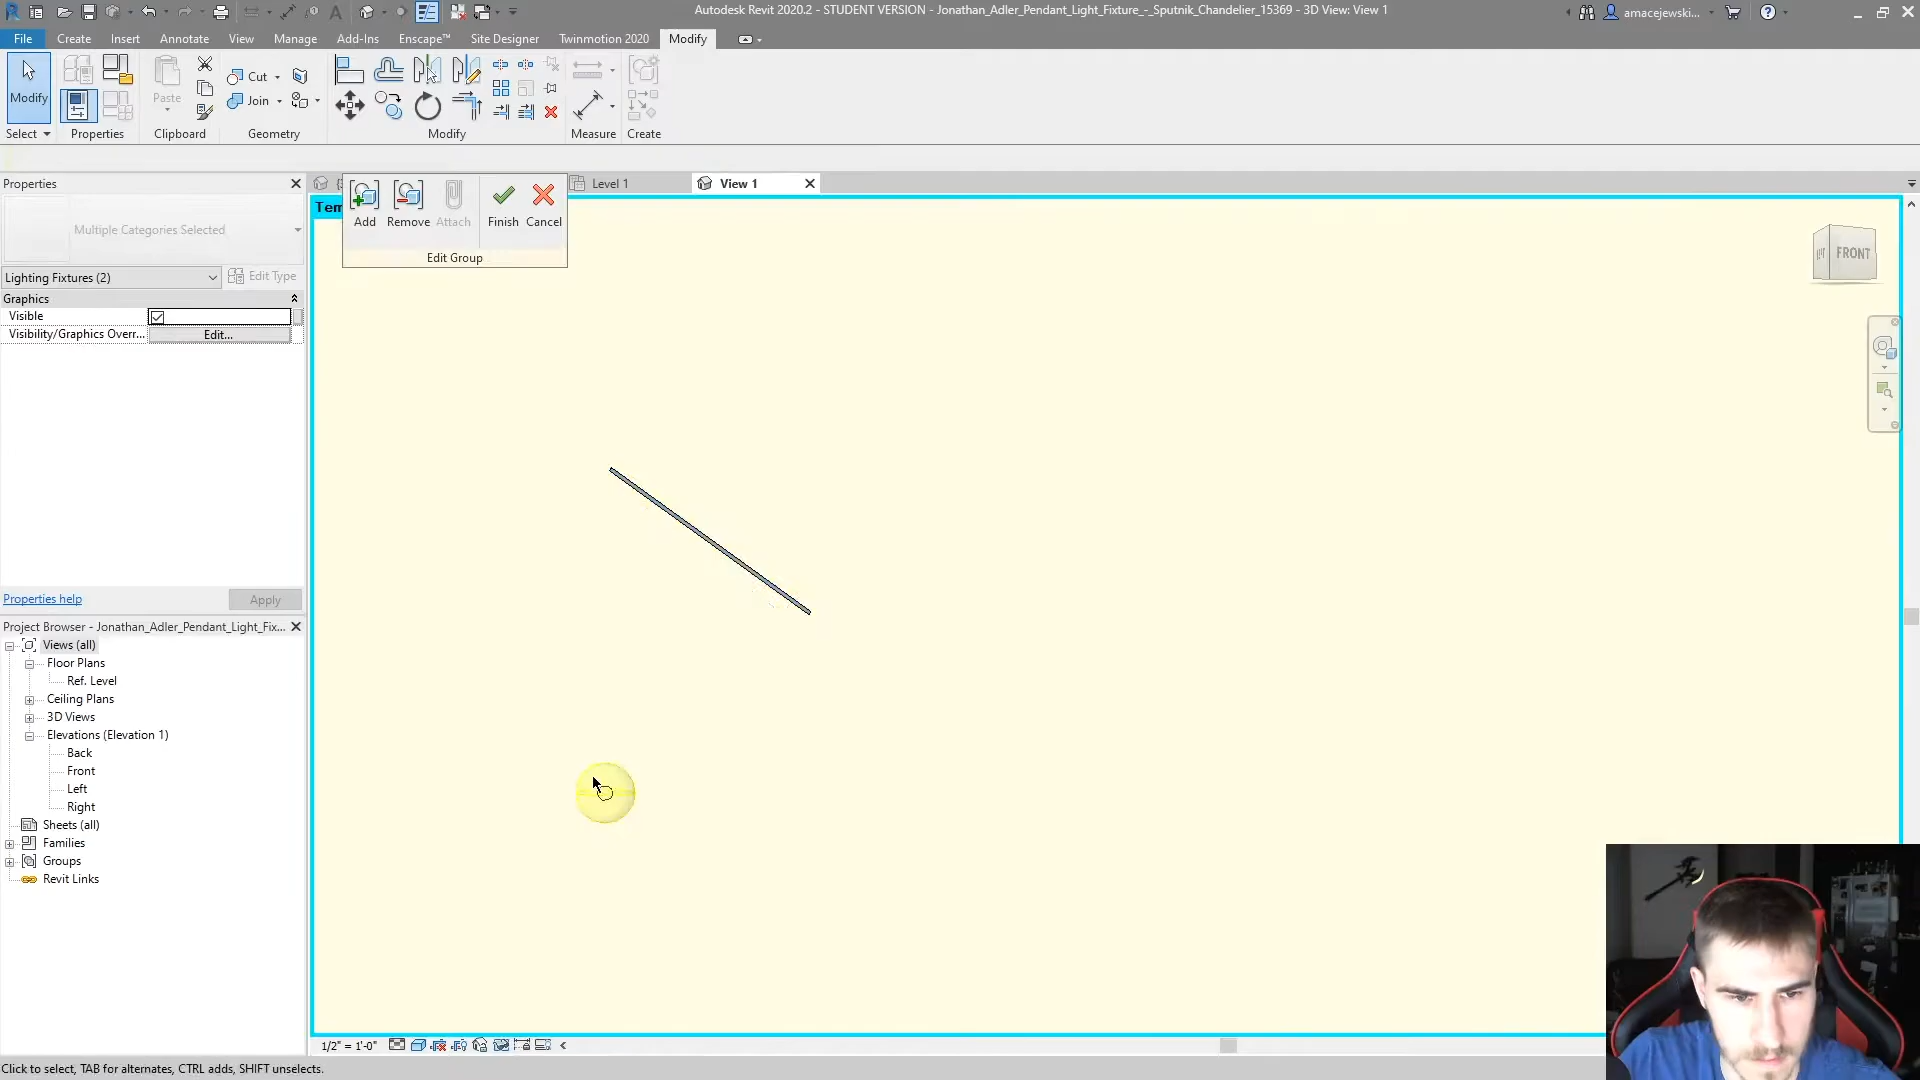 Autodesk Revit 2020.2 - STUDENT VERSION - Jonathan_Adler_Pendant_Light_Fixture_-_Sputnik_Chandelier_15369 - 3D View: View 1
amacejewski...
File Create Insert Annotate View Manage Add-Ins Enscape™ Site Designer Twinmotion 2020 Modify
Modify
Paste
Cut
Join
Select Properties Clipboard Geometry Modify Measure Create
Properties
Level 1
View 1
Add Remove Attach Finish Cancel
Edit Group
Multiple Categories Selected
Lighting Fixtures (2)
Edit Type
Graphics
Visible
Visibility/Graphics Overr... Edit...
FRONT
Properties help
Apply
Project Browser - Jonathan_Adler_Pendant_Light_Fix...
Views (all)
Floor Plans
Ref. Level
Ceiling Plans
3D Views
Elevations (Elevation 1)
Back
Front
Left
Right
Sheets (all)
Families
Groups
Revit Links
1/2" = 1'-0"
Click to select, TAB for alternates, CTRL adds, SHIFT unselects.